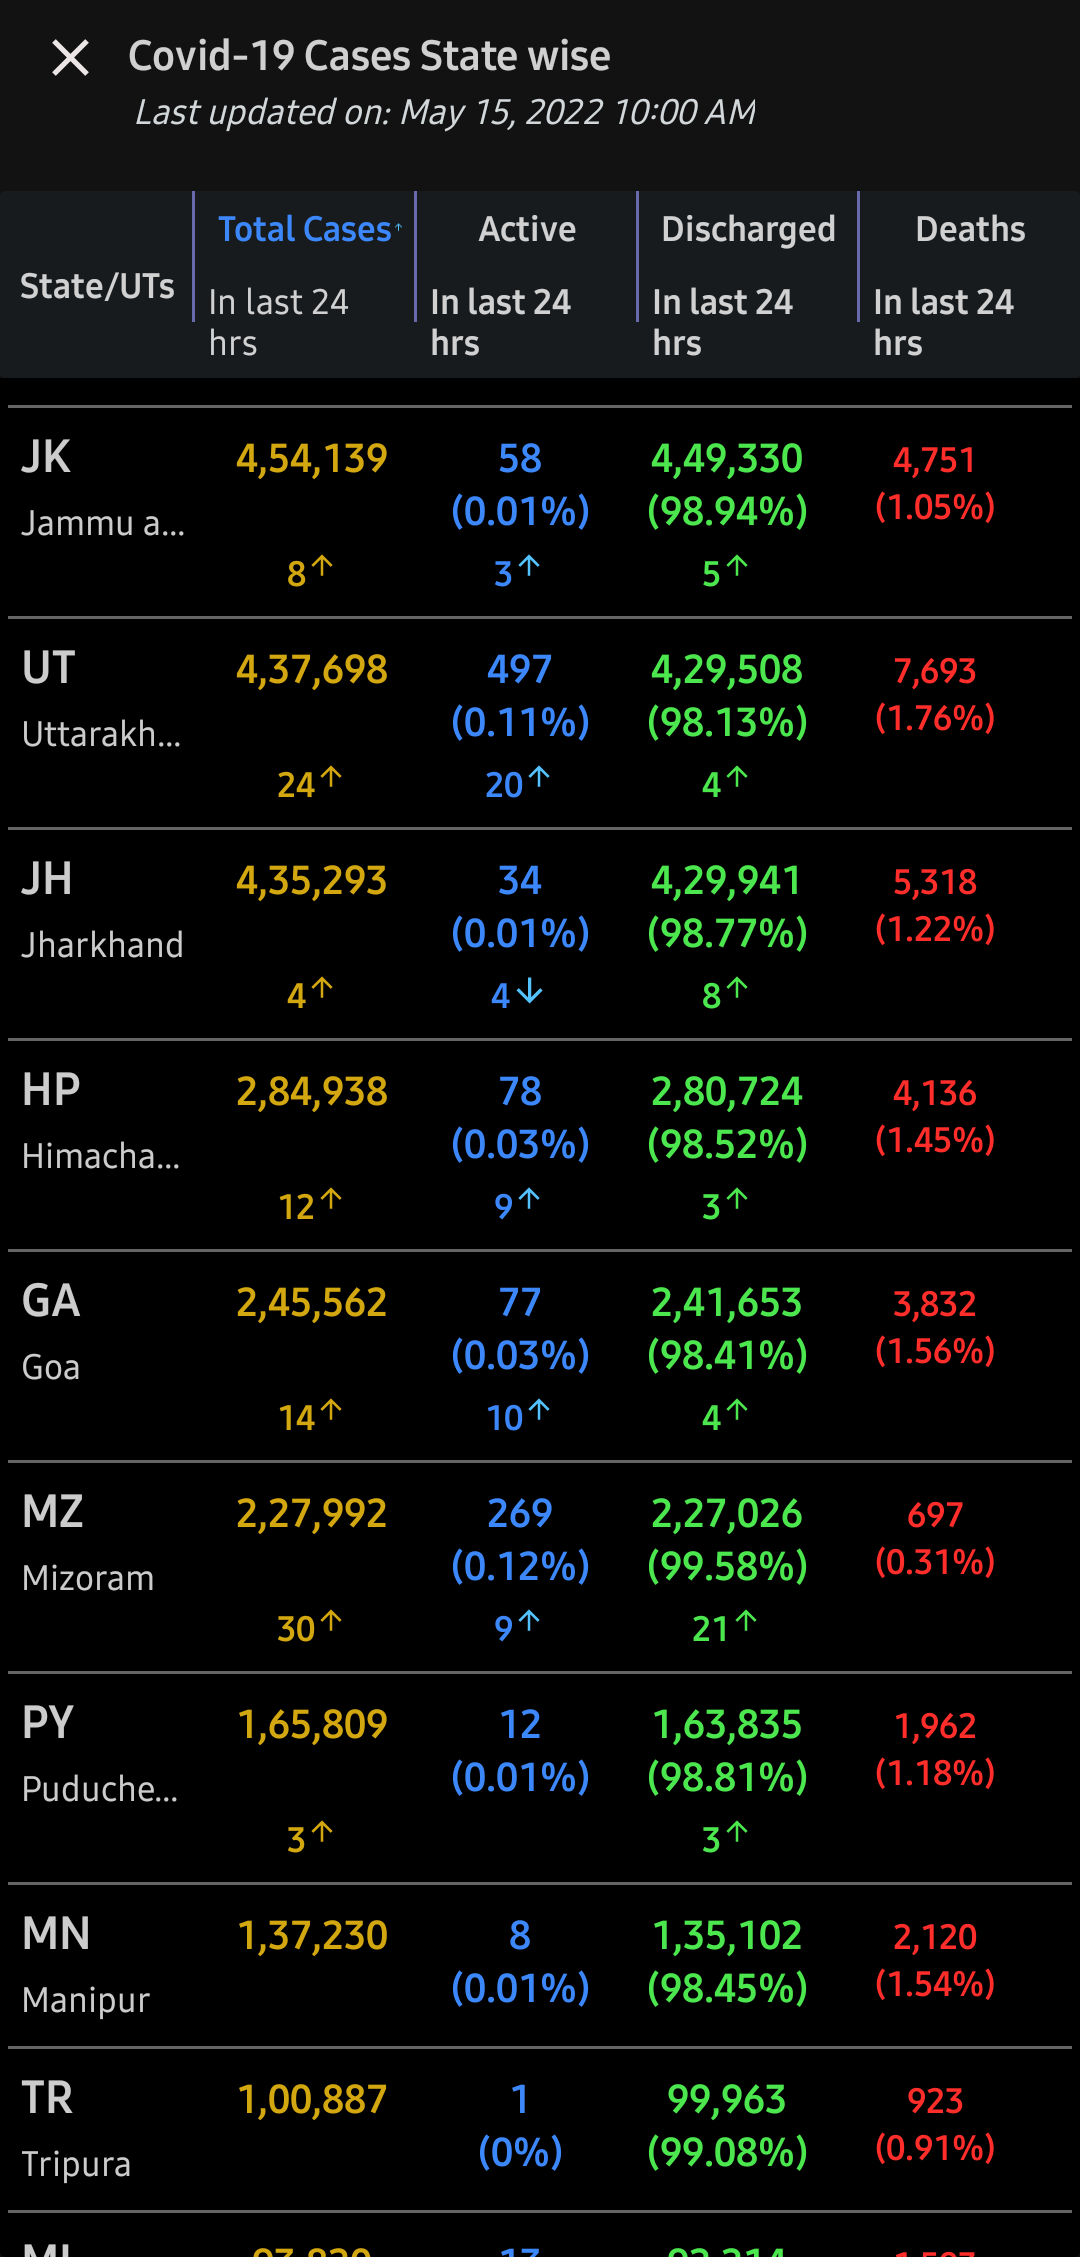 Covid-19 Cases State wise
Last updated on: May 15, 2022 10:00 AM
State/UTs
Total Cases↑ Active Discharged Deaths
In last 24 hrs In last 24 hrs In last 24 hrs In last 24 hrs
JK 4,54,139 58 4,49,330 4,751
(0.01%) (98.94%) (1.05%)
Jammu a...
8↑ 3↑ 5↑
UT 4,37,698 497 4,29,508 7,693
(0.11%) (98.13%) (1.76%)
Uttarakh...
24↑ 20↑ 4↑
JH 4,35,293 34 4,29,941 5,318
(0.01%) (98.77%) (1.22%)
Jharkhand
4↑ 4↓ 8↑
HP 2,84,938 78 2,80,724 4,136
(0.03%) (98.52%) (1.45%)
Himacha...
12↑ 9↑ 3↑
GA 2,45,562 77 2,41,653 3,832
(0.03%) (98.41%) (1.56%)
Goa
14↑ 10↑ 4↑
MZ 2,27,992 269 2,27,026 697
(0.12%) (99.58%) (0.31%)
Mizoram
30↑ 9↑ 21↑
PY 1,65,809 12 1,63,835 1,962
(0.01%) (98.81%) (1.18%)
Puduche...
3↑ 3↑
MN 1,37,230 8 1,35,102 2,120
(0.01%) (98.45%) (1.54%)
Manipur
TR 1,00,887 1 99,963 923
(0%) (99.08%) (0.91%)
Tripura